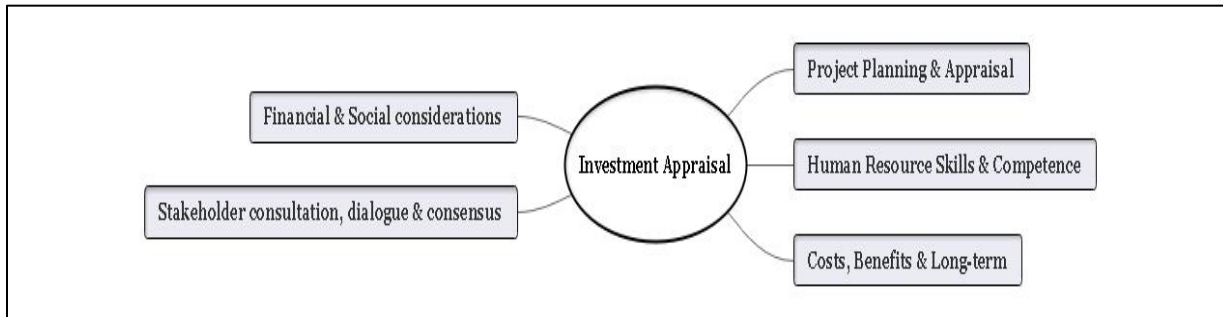 Financial & Social considerations
Stakeholder consultation, dialogue & consensus
Investment Appraisal
Project Planning & Appraisal
Human Resource Skills & Competence
Costs, Benefits & Long-term